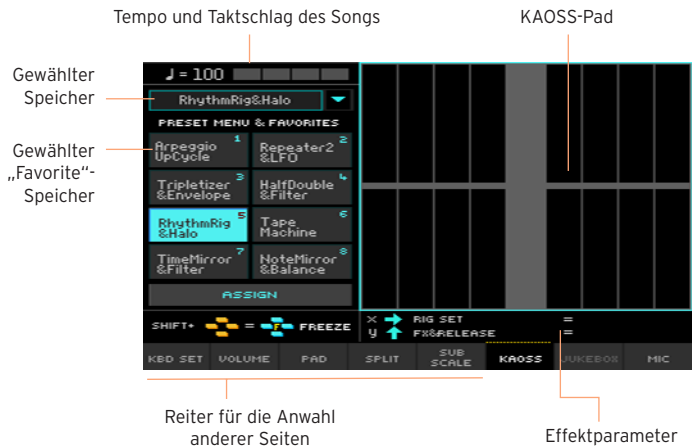 Tempo und Taktschlag des Songs
KAOSS-Pad
Gewählter
Speicher
Gewählter
„Favorite“-
Speicher
♩ = 100
RhythmRig&Halo
PRESET MENU & FAVORITES
Arpeggio 1
UpCycle
Repeater2 2
&LFO
Tripletizer 3
&Envelope
HalfDouble 4
&Filter
RhythmRig 5
&Halo
Tape 6
Machine
TimeMirror 7
&Filter
NoteMirror 8
&Balance
ASSIGN
SHIFT+ = F FREEZE
X → RIG SET =
y ↑ FX&RELEASE =
KBD SET VOLUME PAD SPLIT SUB SCALE KAOSS JUKEBOX MIC
Reiter für die Anwahl
anderer Seiten
Effektparameter